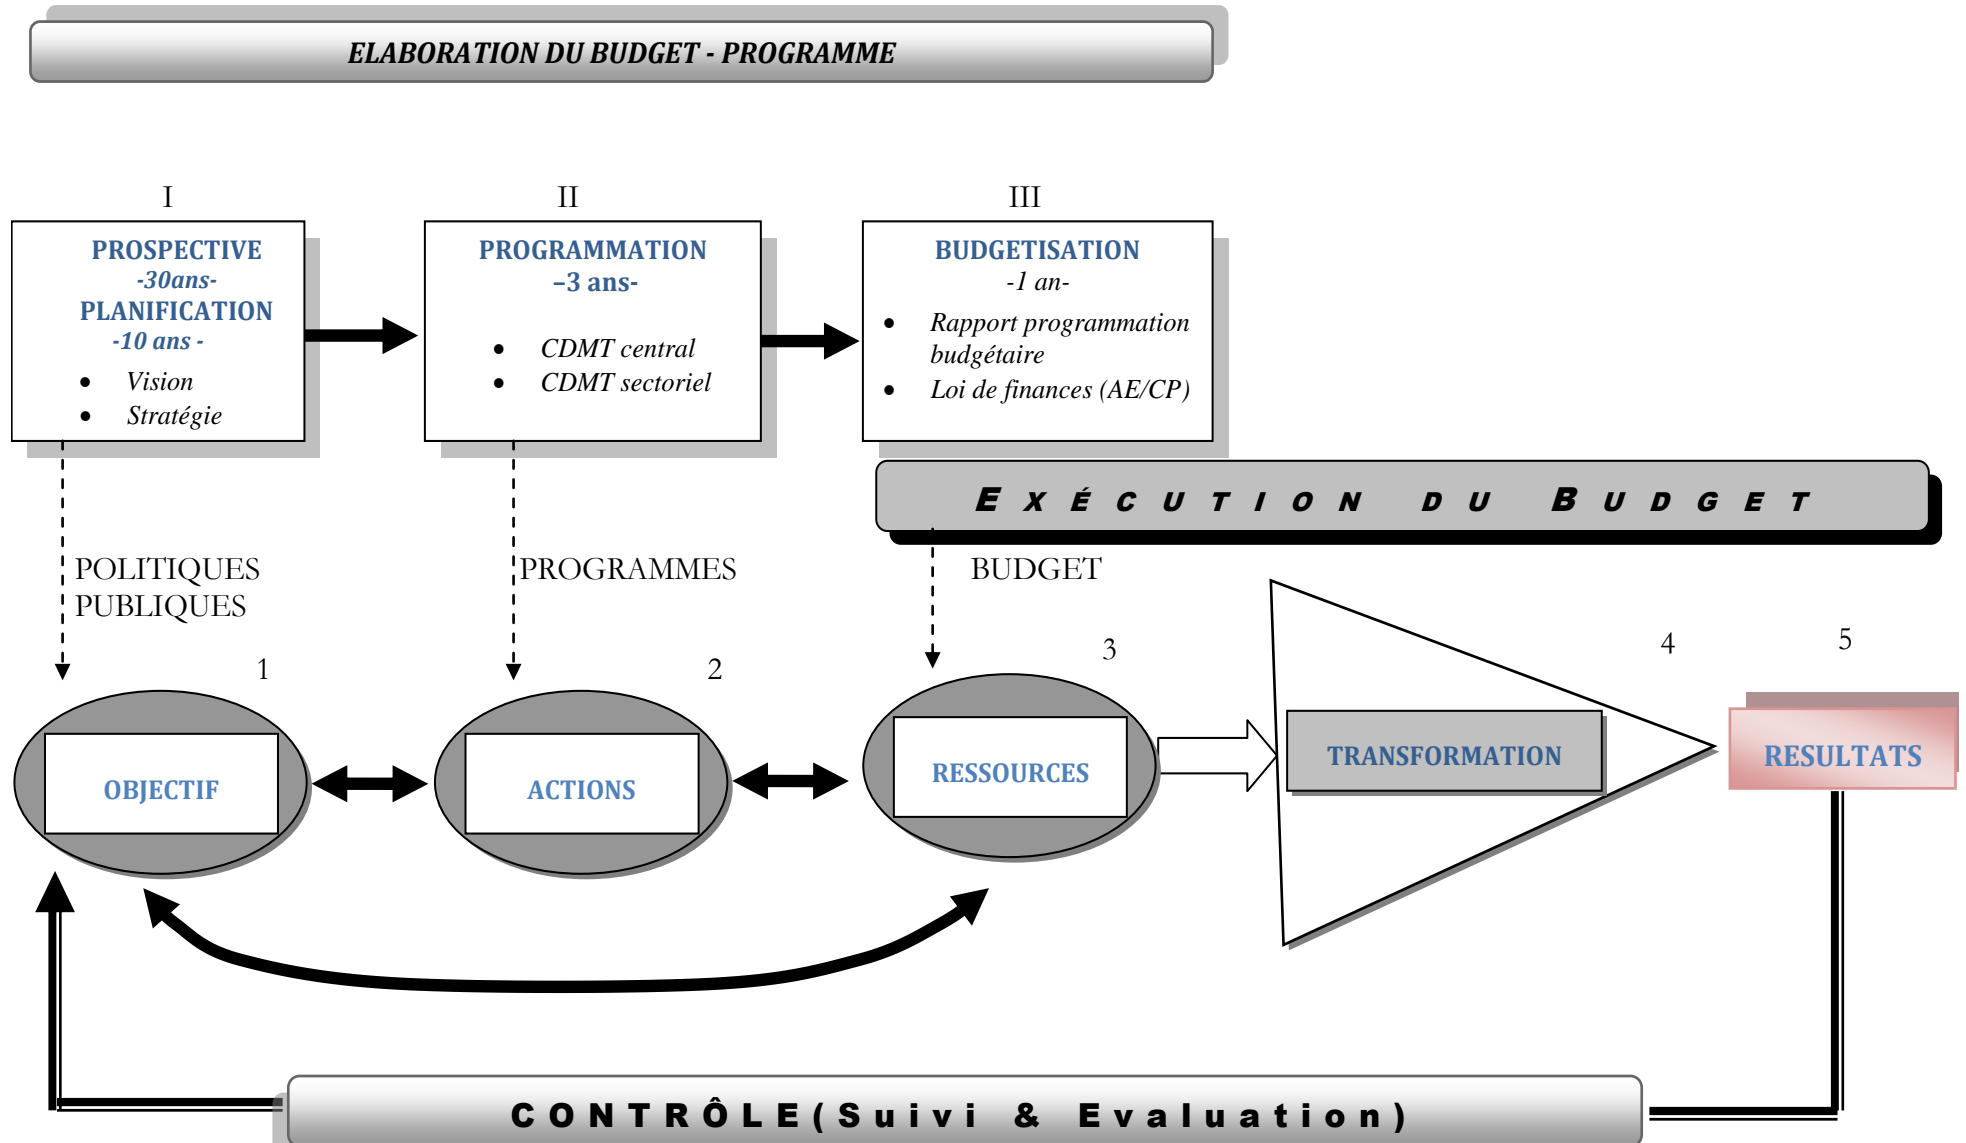 ELABORATION DU BUDGET - PROGRAMME
I
II
III
PROSPECTIVE
-30ans-
PLANIFICATION
-10 ans -
• Vision
• Stratégie
PROGRAMMATION
–3 ans-
• CDMT central
• CDMT sectoriel
BUDGETISATION
-1 an-
• Rapport programmation
budgétaire
• Loi de finances (AE/CP)
EXÉCUTION DU BUDGET
POLITIQUES
PUBLIQUES
PROGRAMMES
BUDGET
1
2
3
4
5
OBJECTIF
ACTIONS
RESSOURCES
TRANSFORMATION
RESULTATS
CONTRÔLE(Suivi & Evaluation)